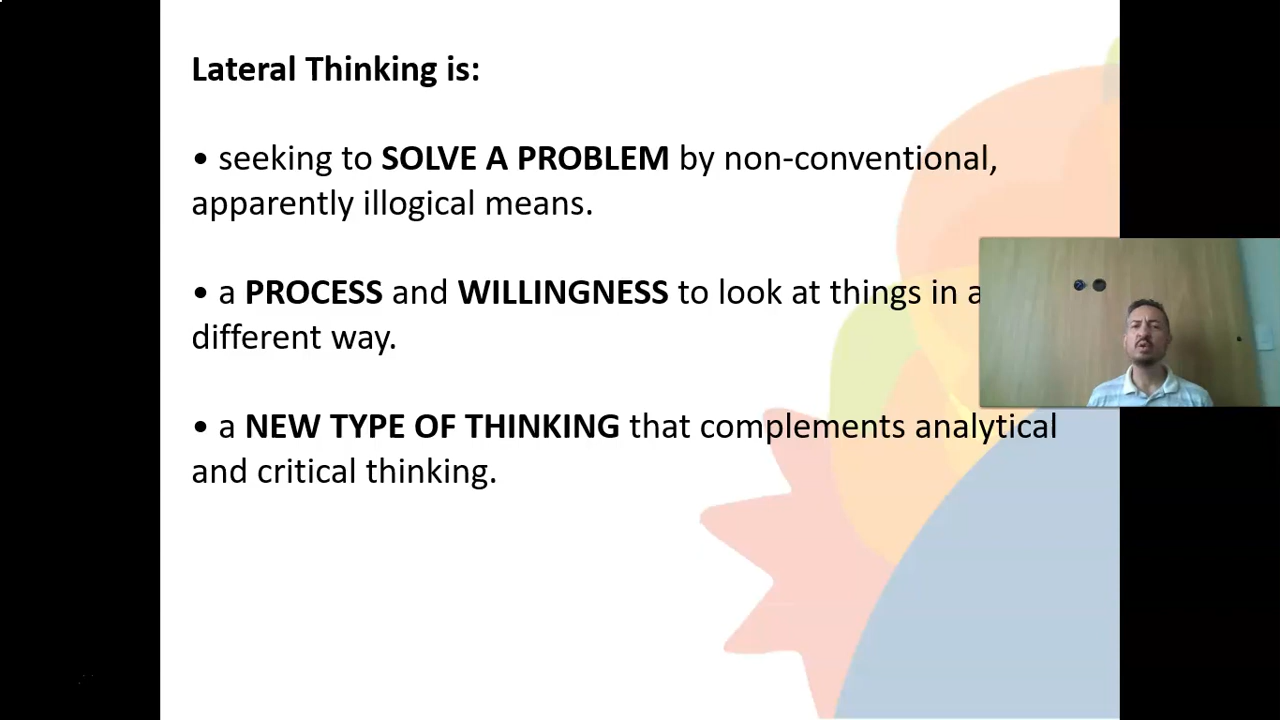 Lateral Thinking is:
• seeking to SOLVE A PROBLEM by non-conventional,
apparently illogical means.
• a PROCESS and WILLINGNESS to look at things in a
different way.
• a NEW TYPE OF THINKING that complements analytical
and critical thinking.